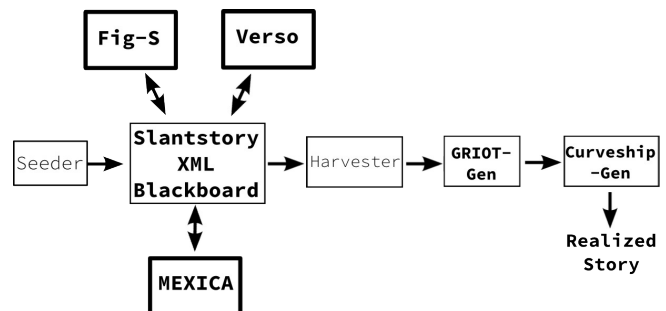 Fig-S
Verso
Seeder
Slantstory
XML
Blackboard
Harvester
GRIOT-
Gen
Curveship
-Gen
Realized
Story
MEXICA